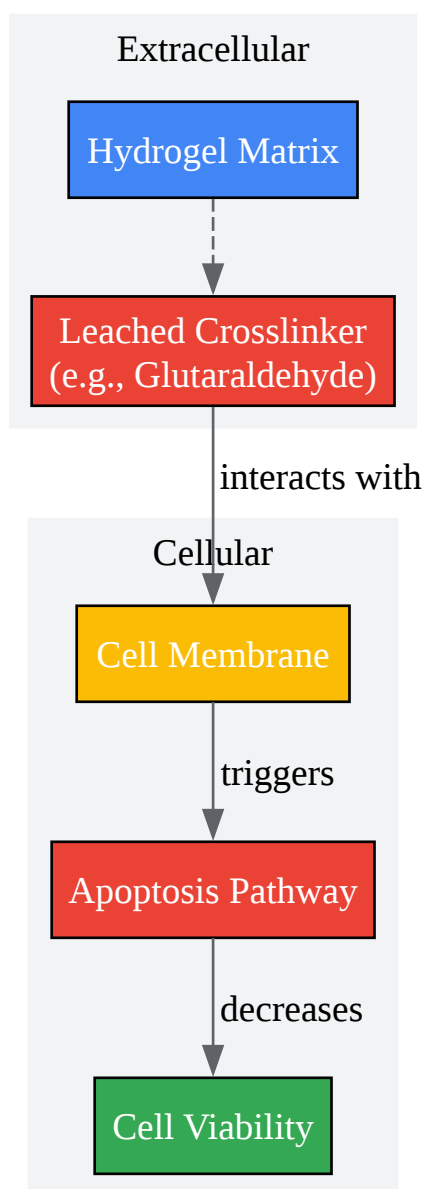 Extracellular
Hydrogel Matrix
Leached Crosslinker
(e.g., Glutaraldehyde)
interacts with
Cellular
Cell Membrane
triggers
Apoptosis Pathway
decreases
Cell Viability